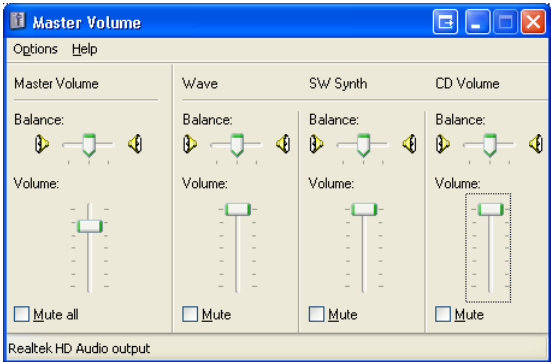 Master Volume
Options Help
Master Volume Wave SW Synth CD Volume
Balance: Balance: Balance: Balance:
Volume: Volume: Volume: Volume:
Mute all Mute Mute Mute
Realtek HD Audio output